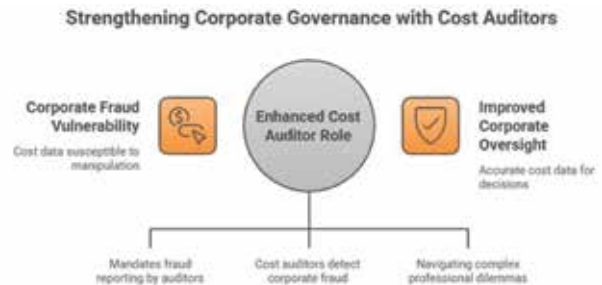 Strengthening Corporate Governance with Cost Auditors
Corporate Fraud
Vulnerability
Cost data susceptible to
manipulation
Enhanced Cost
Auditor Role
Improved
Corporate
Oversight
Accurate cost data for
decisions
Mandates fraud
reporting by auditors
Cost auditors detect
corporate fraud
Navigating complex
professional dilemmas